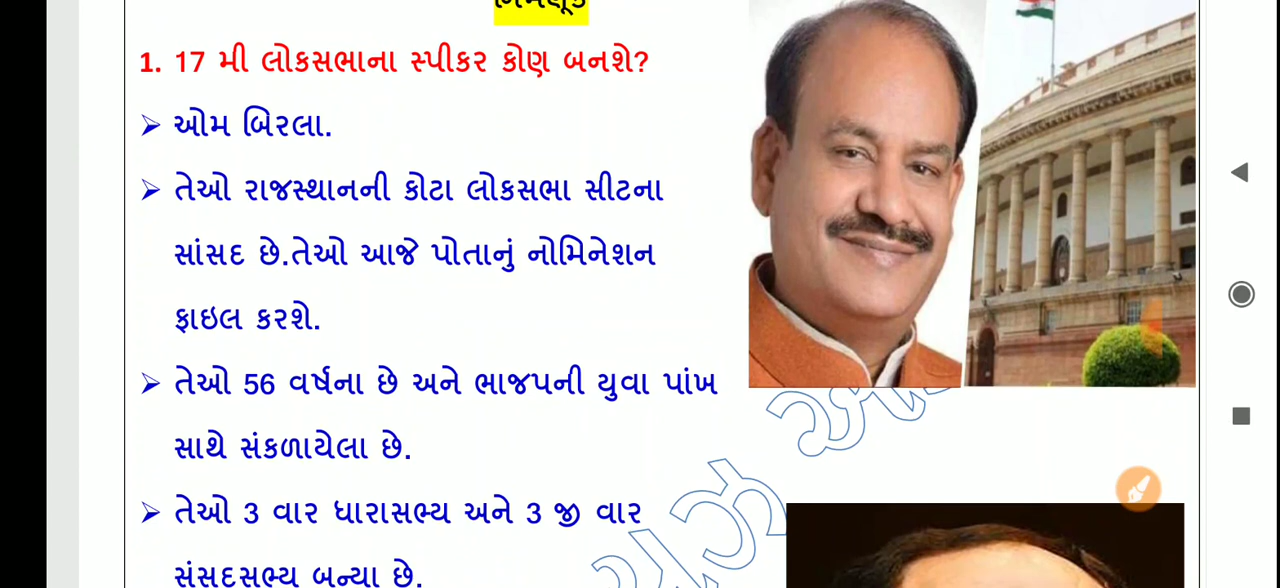 નિમણૂક
1. 17 મી લોકસભાના સ્પીકર કોણ બનશે?
➢ ઓમ બિરલા.
➢ તેઓ રાજસ્થાનની કોટા લોકસભા સીટના
સાંસદ છે.તેઓ આજે પોતાનું નોમિનેશન
ફાઇલ કરશે.
➢ તેઓ 56 વર્ષના છે અને ભાજપની યુવા પાંખ
સાથે સંકળાયેલા છે.
➢ તેઓ 3 વાર ધારાસભ્ય અને 3 જી વાર
સંસદસભ્ય બન્યા છે.